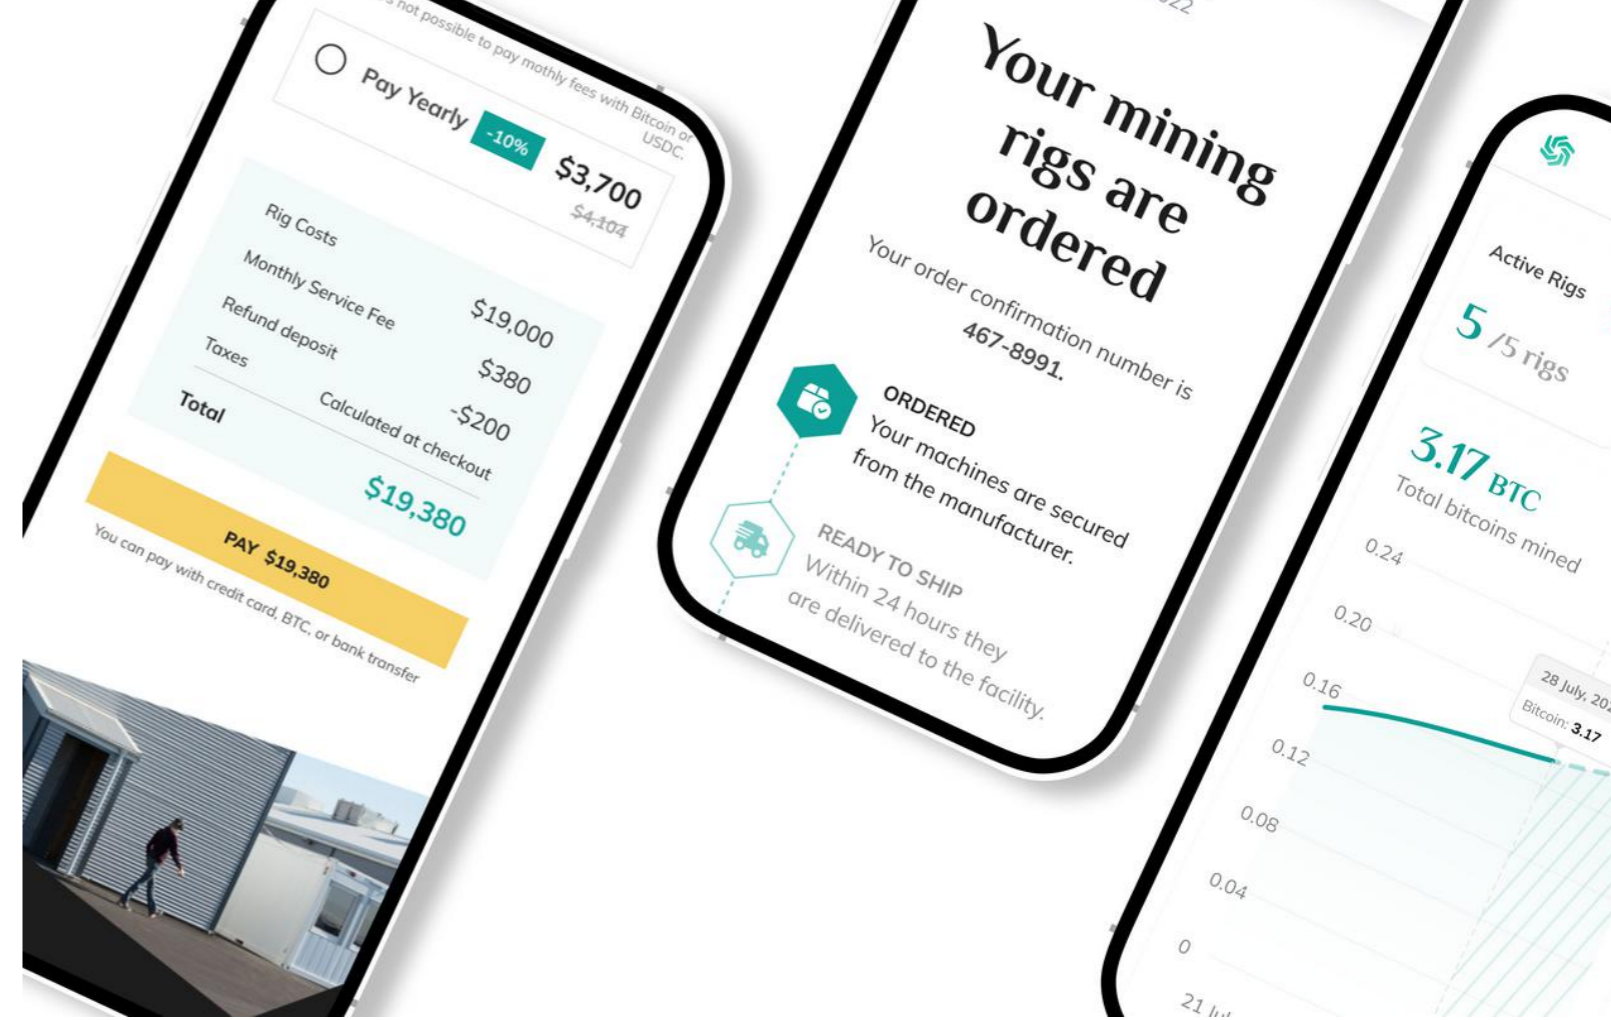 not possible to pay mothly fees with Bitcoin or
USDC.
Pay Yearly -10% $3,700
$4,104
Rig Costs $19,000
Monthly Service Fee $380
Refund deposit -$200
Taxes Calculated at checkout
Total $19,380
PAY $19,380
You can pay with credit card, BTC, or bank transfer
Your mining
rigs are
ordered
Your order confirmation number is
467-8991.
ORDERED
Your machines are secured
from the manufacturer.
READY TO SHIP
Within 24 hours they
are delivered to the facility.
Active Rigs
5 /5 rigs
3.17 BTC
Total bitcoins mined
0.24
0.20
0.16
0.12
0.08
0.04
0
28 July, 202
Bitcoin: 3.17
21 Jul